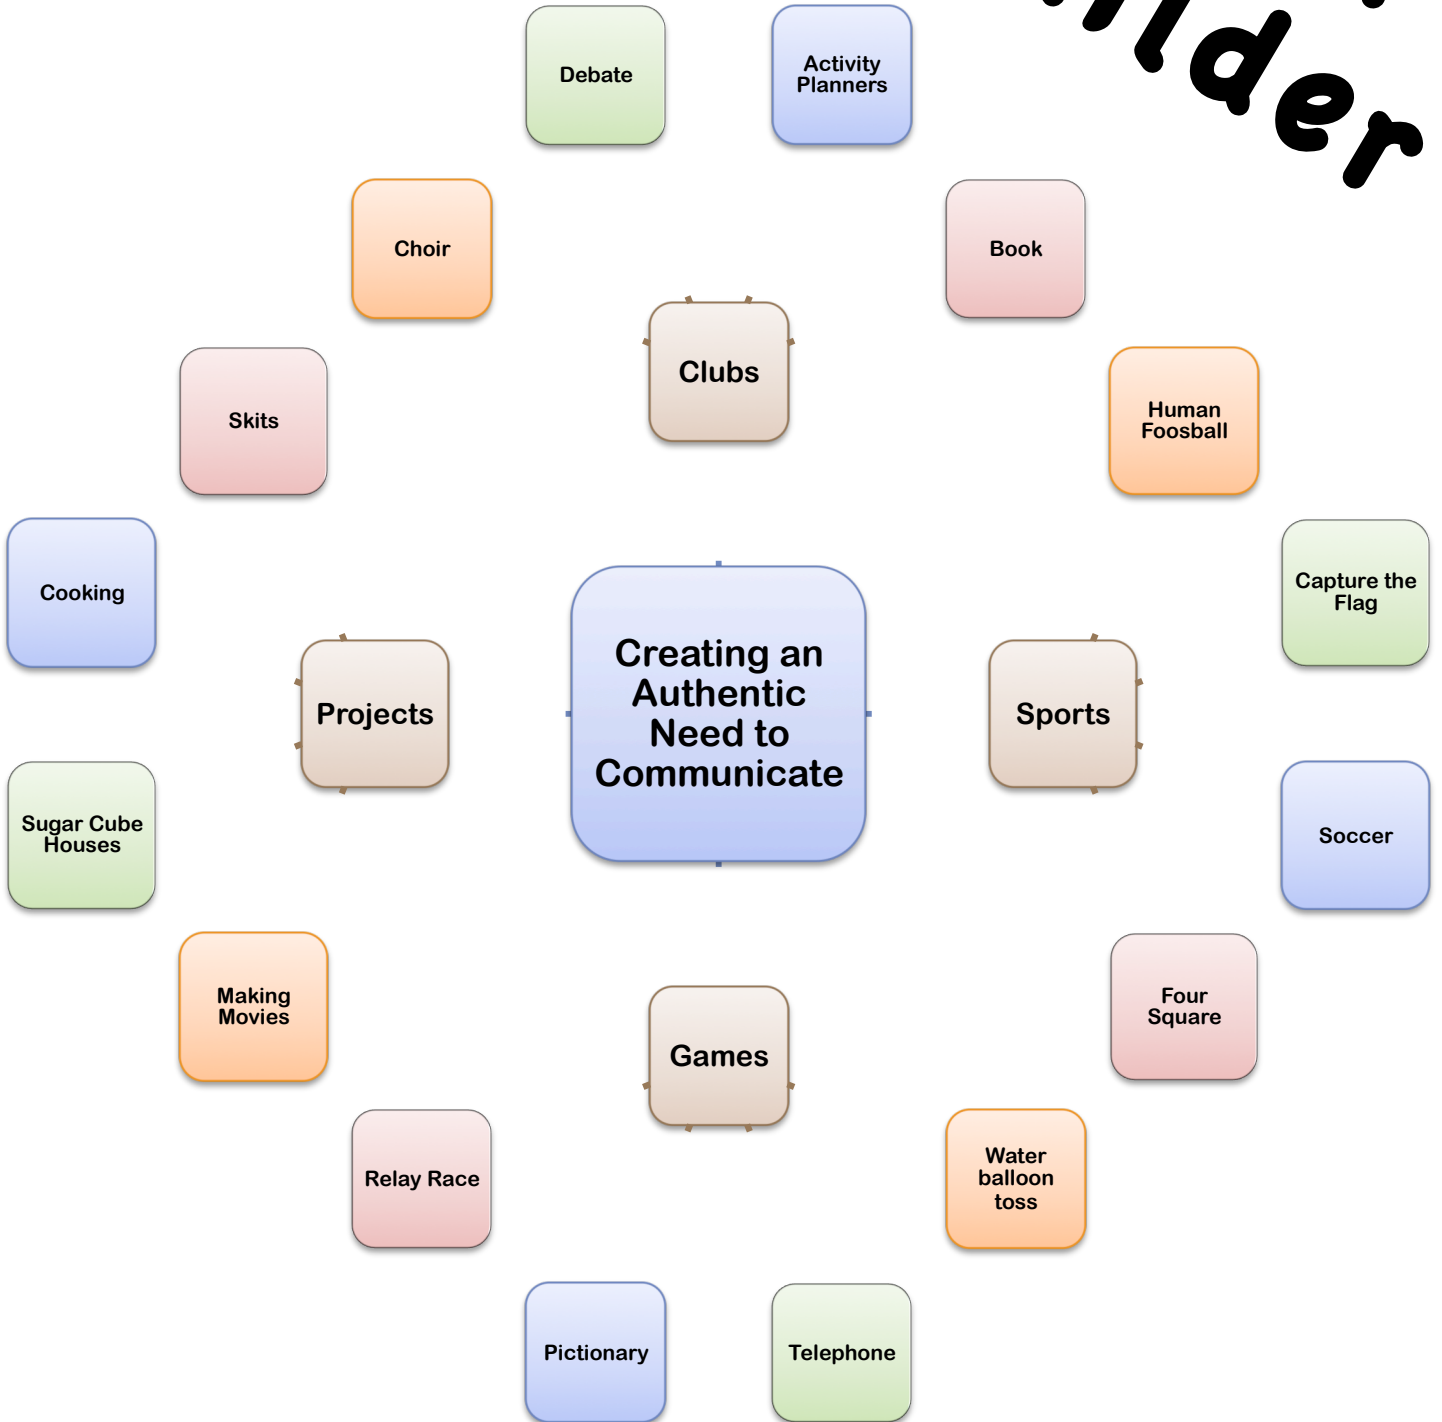 ilder
Debate
Activity
Planners
Choir
Book
Clubs
Skits
Human
Foosball
Cooking
Capture the
Flag
Creating an
Authentic
Need to
Communicate
Projects
Sports
Sugar Cube
Houses
Soccer
Making
Movies
Four
Square
Games
Relay Race
Water
balloon
toss
Pictionary
Telephone